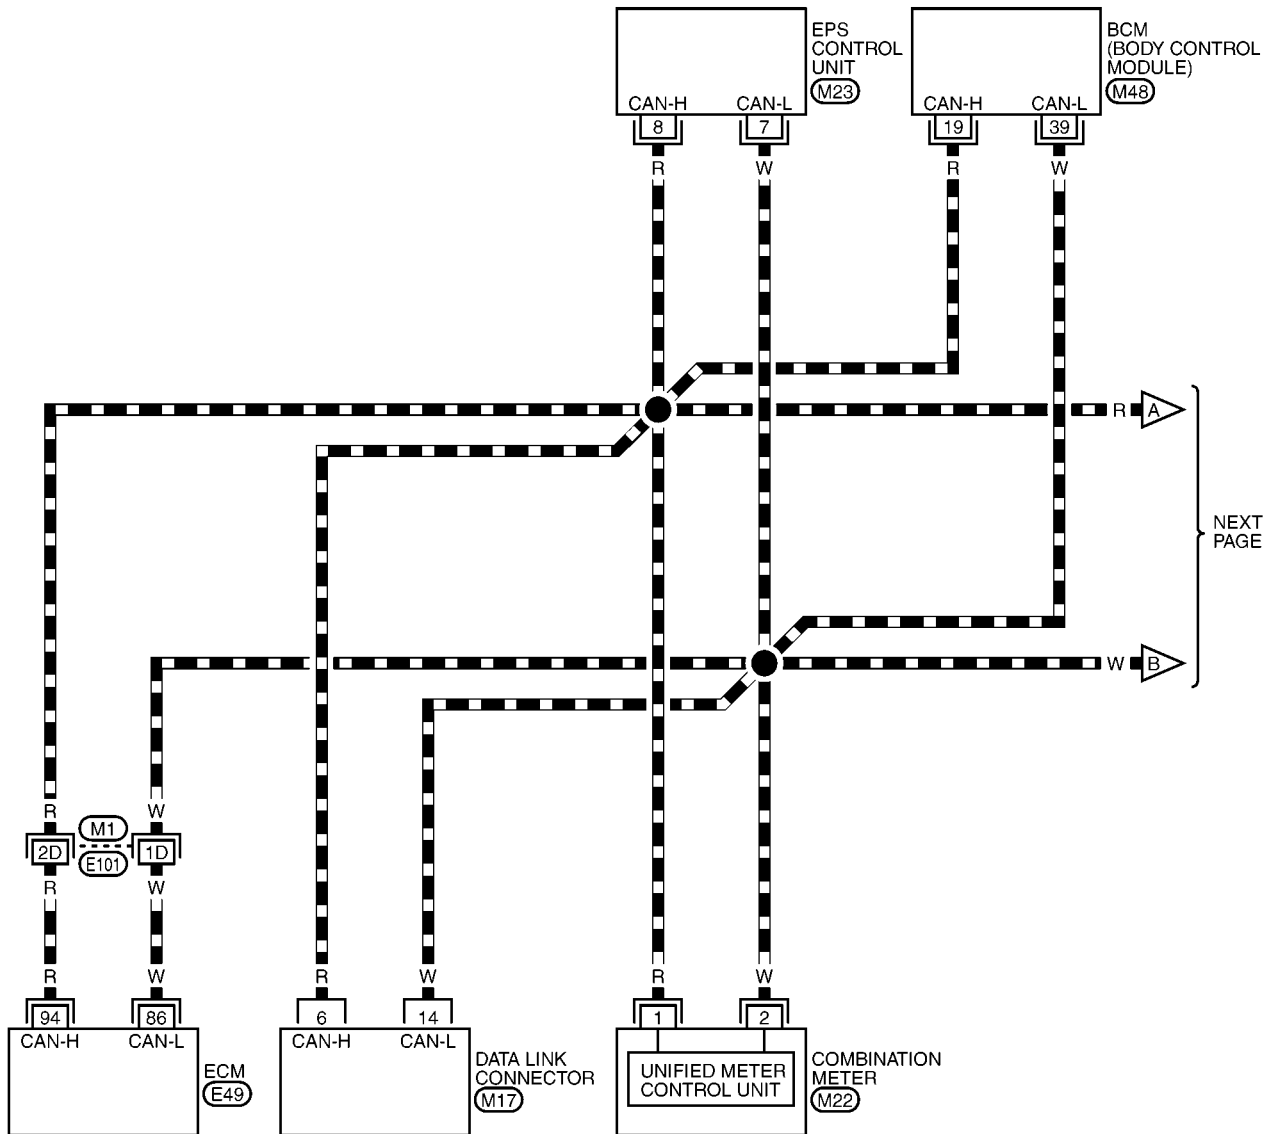 EPS
CONTROL
UNIT
M23
BCM
(BODY CONTROL
MODULE)
M48
CAN-H
CAN-L
CAN-H
CAN-L
8
7
19
39
R
W
R
W
R
A
NEXT
PAGE
W
B
R
W
M1
2D
1D
E101
R
W
R
W
R
W
R
W
94
86
6
14
1
2
CAN-H
CAN-L
CAN-H
CAN-L
ECM
E49
DATA LINK
CONNECTOR
M17
UNIFIED METER
CONTROL UNIT
COMBINATION
METER
M22